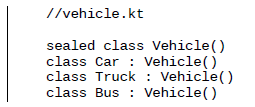 //vehicle.kt
sealed class Vehicle()
class Car : Vehicle()
class Truck : Vehicle()
class Bus : Vehicle()